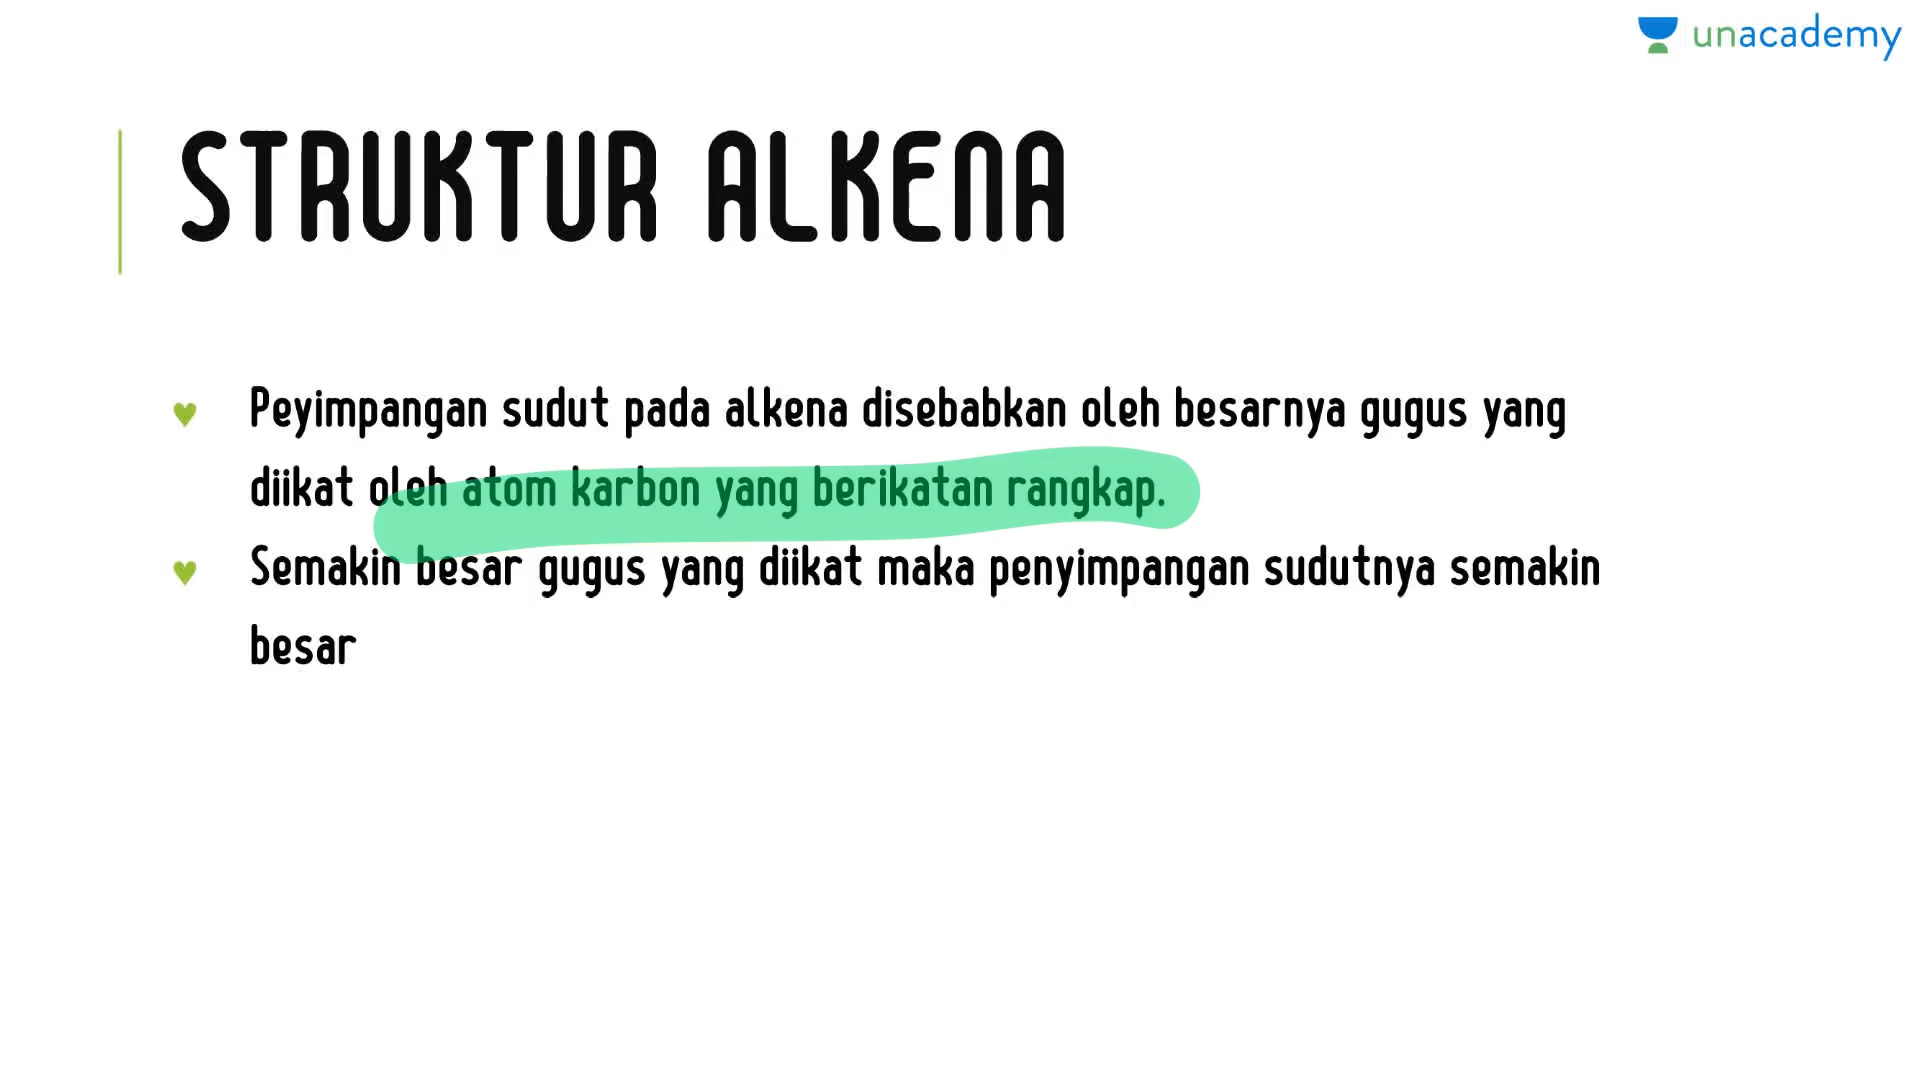 unacademy
STRUKTUR ALKENA
Peyimpangan sudut pada alkena disebabkan oleh besarnya gugus yang
diikat oleh atom karbon yang berikatan rangkap.
Semakin besar gugus yang diikat maka penyimpangan sudutnya semakin
besar